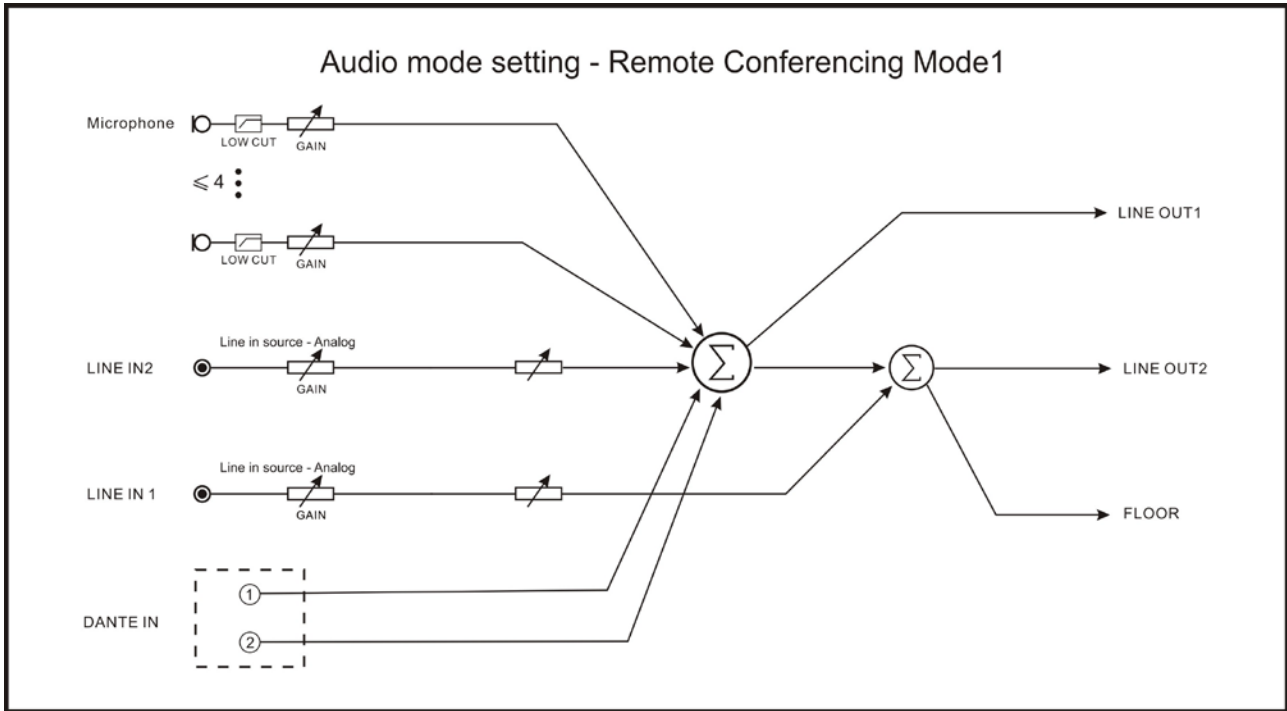 Audio mode setting - Remote Conferencing Mode1
Microphone
LOW CUT
GAIN
⩽ 4
LOW CUT
GAIN
LINE OUT1
Line in source - Analog
LINE IN2
GAIN
Σ
Σ
LINE OUT2
Line in source - Analog
LINE IN 1
GAIN
FLOOR
DANTE IN
1
2